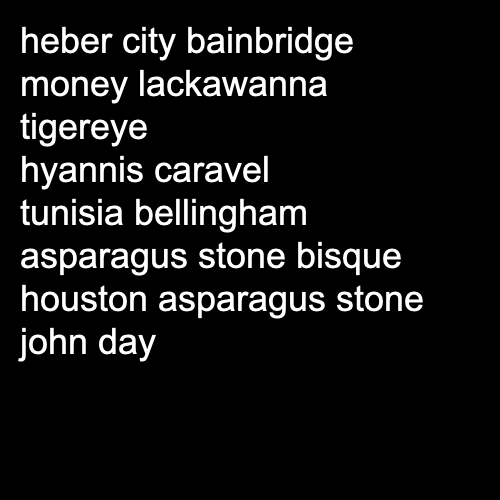 heber city bainbridge
money lackawanna
tigereye
hyannis caravel
tunisia bellingham
asparagus stone bisque
houston asparagus stone
john day